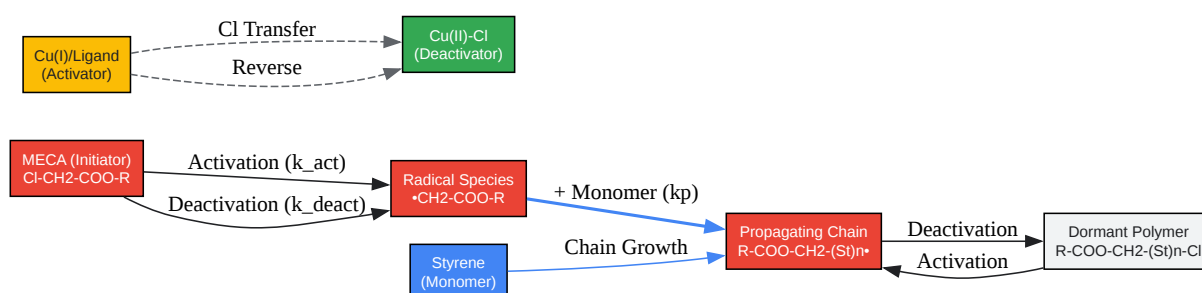 Cu(I)/Ligand
(Activator)
Cl Transfer
Reverse
Cu(II)-Cl
(Deactivator)
MECA (Initiator)
Cl-CH2-COO-R
Activation (k_act)
Deactivation (k_deact)
Radical Species
•CH2-COO-R
+ Monomer (kp)
Chain Growth
Styrene
(Monomer)
Propagating Chain
R-COO-CH2-(St)n•
Deactivation
Activation
Dormant Polymer
R-COO-CH2-(St)n-Cl